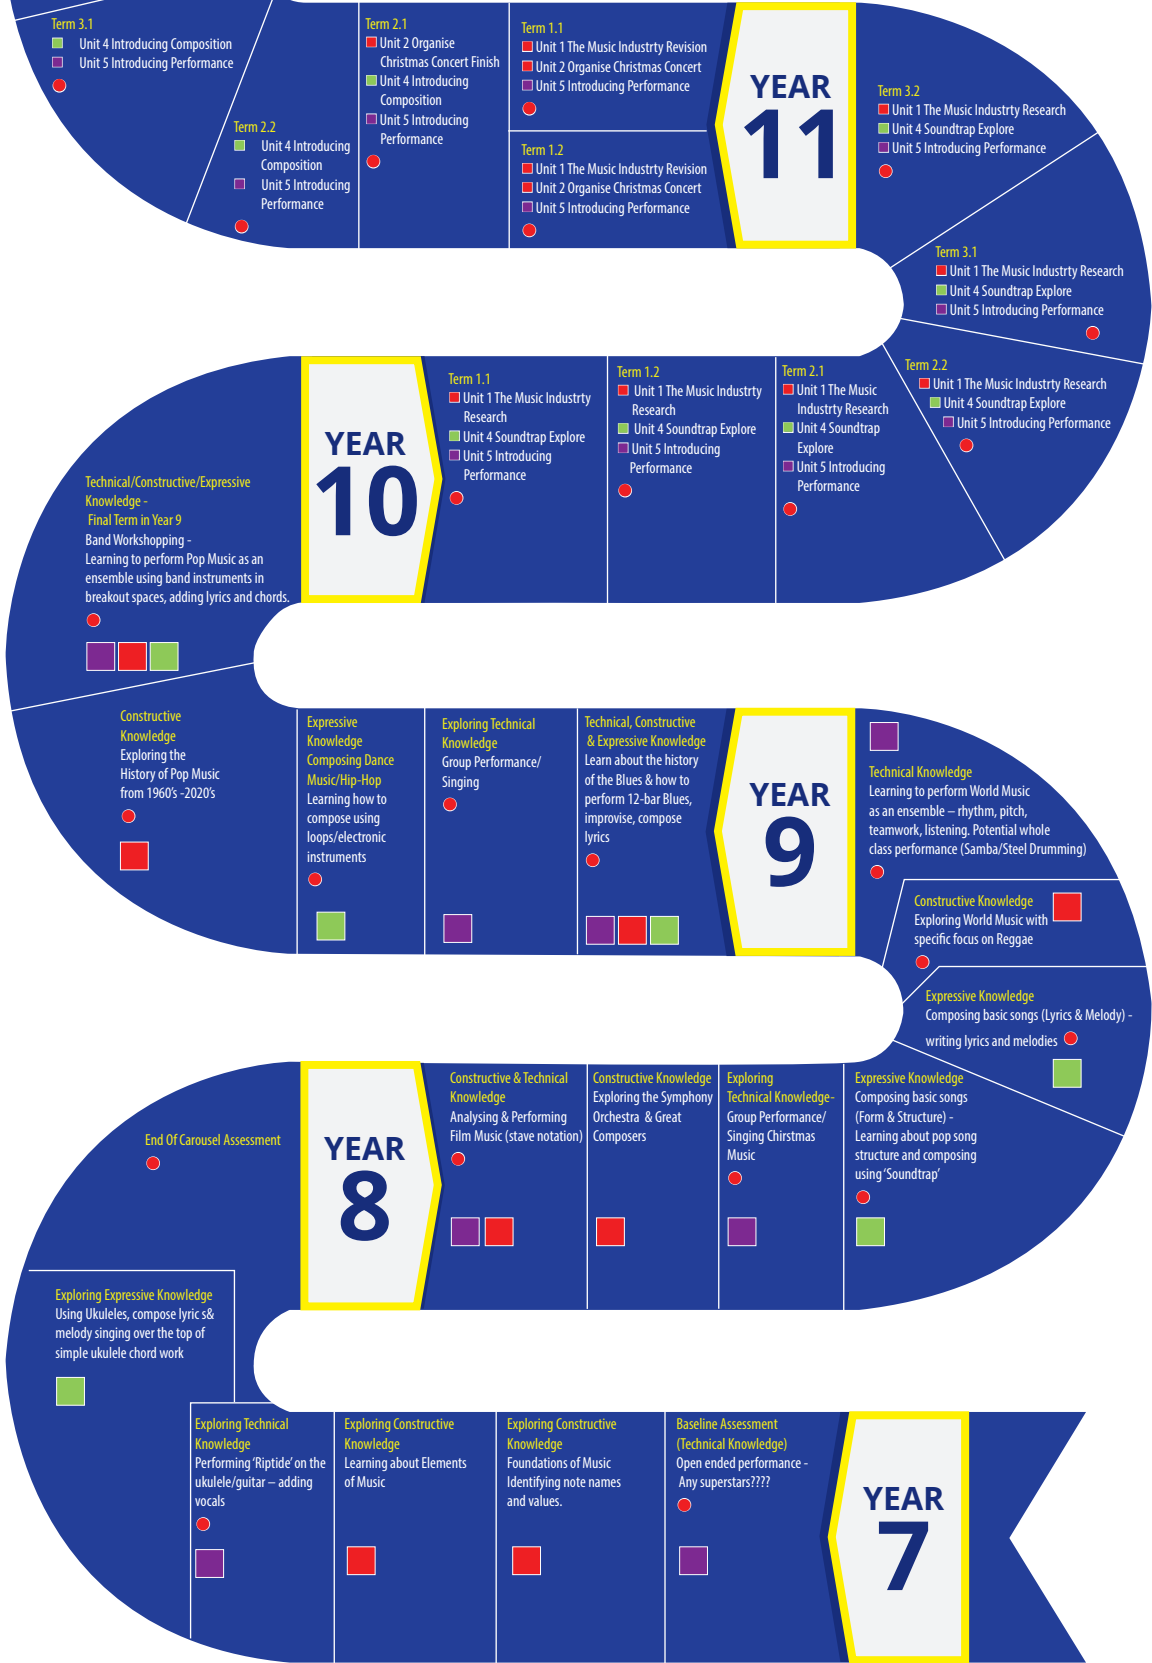 Term 3.1
Unit 4 Introducing Composition
Unit 5 Introducing Performance
Term 2.2
Unit 4 Introducing
Composition
Unit 5 Introducing
Performance
Term 2.1
Unit 2 Organise
Christmas Concert Finish
Unit 4 Introducing
Composition
Unit 5 Introducing
Performance
Term 1.1
Unit 1 The Music Industrty Revision
Unit 2 Organise Christmas Concert
Unit 5 Introducing Performance
Term 1.2
Unit 1 The Music Industrty Revision
Unit 2 Organise Christmas Concert
Unit 5 Introducing Performance
YEAR
11
Term 3.2
Unit 1 The Music Industrty Research
Unit 4 Soundtrap Explore
Unit 5 Introducing Performance
Term 3.1
Unit 1 The Music Industrty Research
Unit 4 Soundtrap Explore
Unit 5 Introducing Performance
Term 2.2
Unit 1 The Music Industrty Research
Unit 4 Soundtrap Explore
Unit 5 Introducing Performance
Term 2.1
Unit 1 The Music
Industrty Research
Unit 4 Soundtrap
Explore
Unit 5 Introducing
Performance
Term 1.2
Unit 1 The Music Industrty
Research
Unit 4 Soundtrap Explore
Unit 5 Introducing
Performance
Term 1.1
Unit 1 The Music Industrty
Research
Unit 4 Soundtrap Explore
Unit 5 Introducing
Performance
YEAR
10
Technical/Constructive/Expressive
Knowledge -
Final Term in Year 9
Band Workshopping -
Learning to perform Pop Music as an
ensemble using band instruments in
breakout spaces, adding lyrics and chords.
Constructive
Knowledge
Exploring the
History of Pop Music
from 1960's -2020's
Expressive
Knowledge
Composing Dance
Music/Hip-Hop
Learning how to
compose using
loops/electronic
instruments
Exploring Technical
Knowledge
Group Performance/
Singing
Technical, Constructive
& Expressive Knowledge
Learn about the history
of the Blues & how to
perform 12-bar Blues,
improvise, compose
lyrics
YEAR
9
Technical Knowledge
Learning to perform World Music
as an ensemble – rhythm, pitch,
teamwork, listening. Potential whole
class performance (Samba/Steel Drumming)
Constructive Knowledge
Exploring World Music with
specific focus on Reggae
Expressive Knowledge
Composing basic songs (Lyrics & Melody) -
writing lyrics and melodies
Expressive Knowledge
Composing basic songs
(Form & Structure) -
Learning about pop song
structure and composing
using 'Soundtrap'
Exploring
Technical Knowledge-
Group Performance/
Singing Chirstmas
Music
Constructive Knowledge
Exploring the Symphony
Orchestra & Great
Composers
Constructive & Technical
Knowledge
Analysing & Performing
Film Music (stave notation)
YEAR
8
End Of Carousel Assessment
Exploring Expressive Knowledge
Using Ukuleles, compose lyric s&
melody singing over the top of
simple ukulele chord work
Exploring Technical
Knowledge
Performing 'Riptide' on the
ukulele/guitar – adding
vocals
Exploring Constructive
Knowledge
Learning about Elements
of Music
Exploring Constructive
Knowledge
Foundations of Music
Identifying note names
and values.
Baseline Assessment
(Technical Knowledge)
Open ended performance -
Any superstars????
YEAR
7